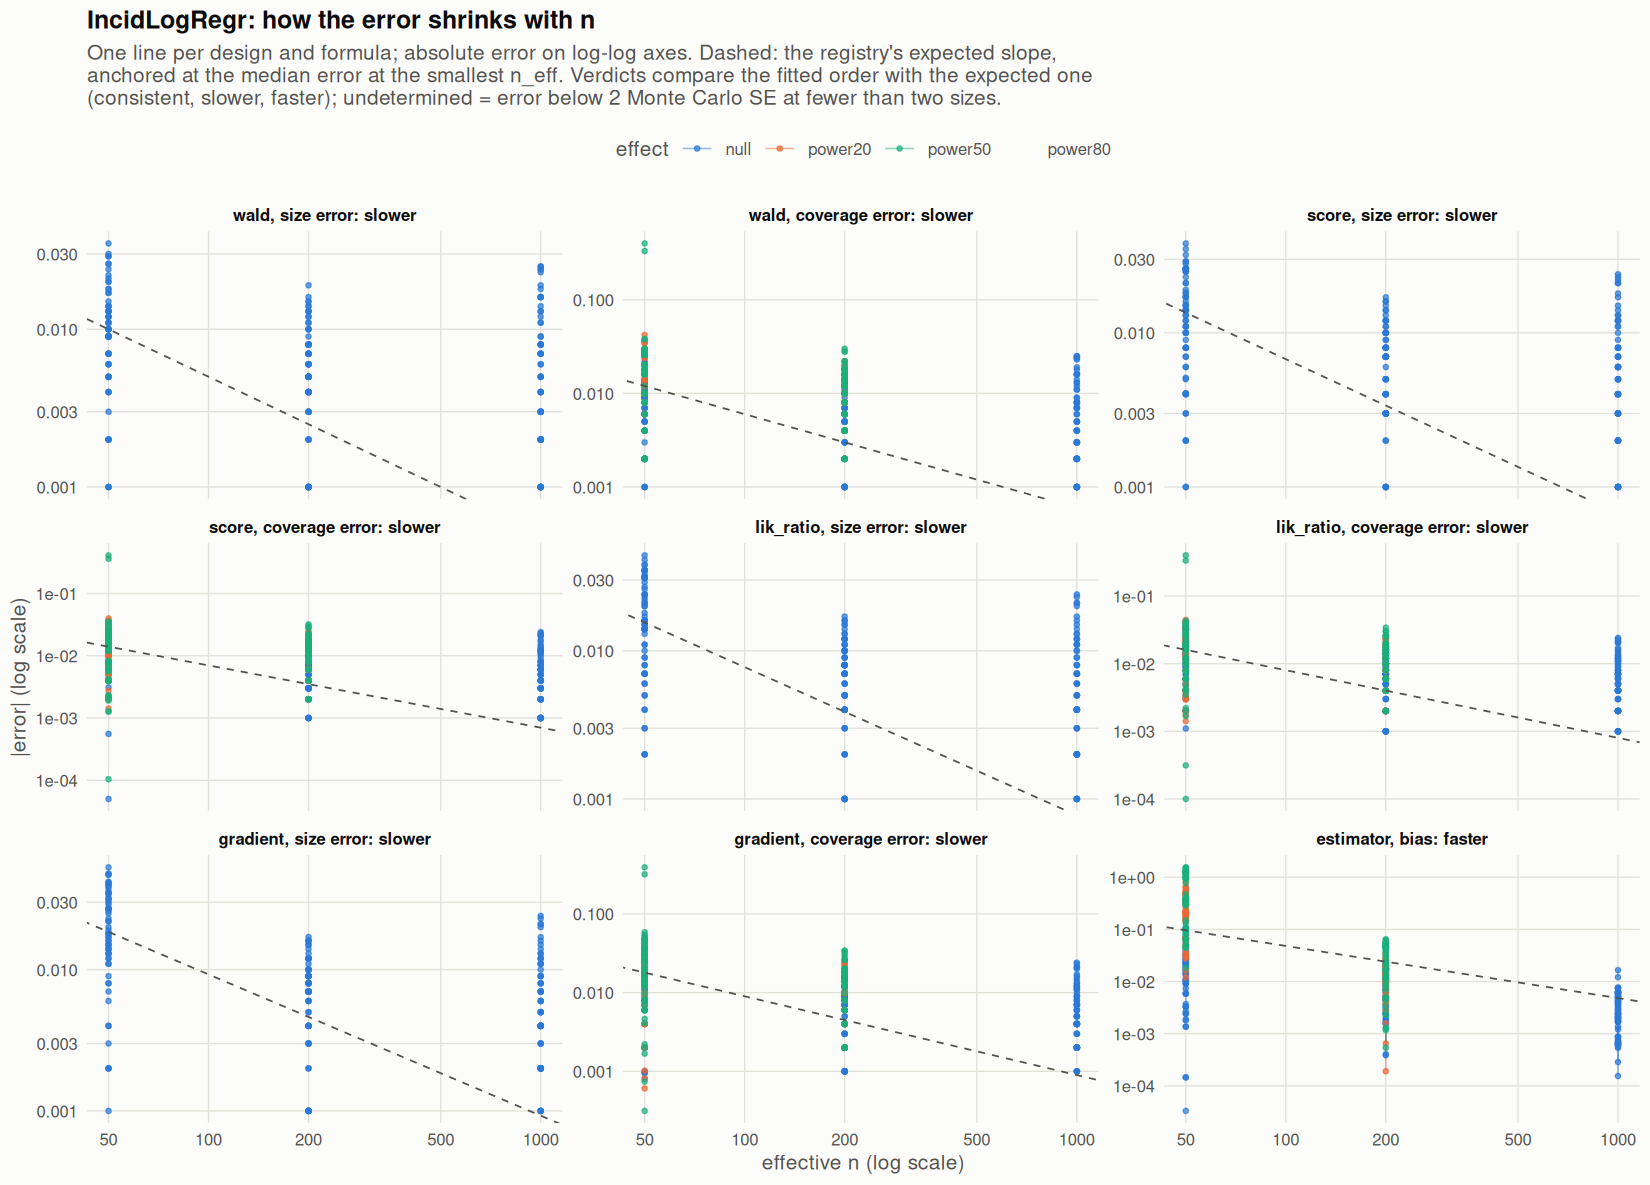 IncidLogRegr: how the error shrinks with n
One line per design and formula; absolute error on log-log axes. Dashed: the registry's expected slope,
anchored at the median error at the smallest n_eff. Verdicts compare the fitted order with the expected one
(consistent, slower, faster); undetermined = error below 2 Monte Carlo SE at fewer than two sizes.
effect null power20 power50 power80
wald, size error: slower
0.030
0.010
0.003
0.001
wald, coverage error: slower
0.100
0.010
0.001
score, size error: slower
0.030
0.010
0.003
0.001
|error| (log scale)
score, coverage error: slower
1e-01
1e-02
1e-03
1e-04
lik_ratio, size error: slower
0.030
0.010
0.003
0.001
lik_ratio, coverage error: slower
1e-01
1e-02
1e-03
1e-04
gradient, size error: slower
0.030
0.010
0.003
0.001
50 100 200 500 1000
gradient, coverage error: slower
0.100
0.010
0.001
50 100 200 500 1000
estimator, bias: faster
1e+00
1e-01
1e-02
1e-03
1e-04
50 100 200 500 1000
effective n (log scale)